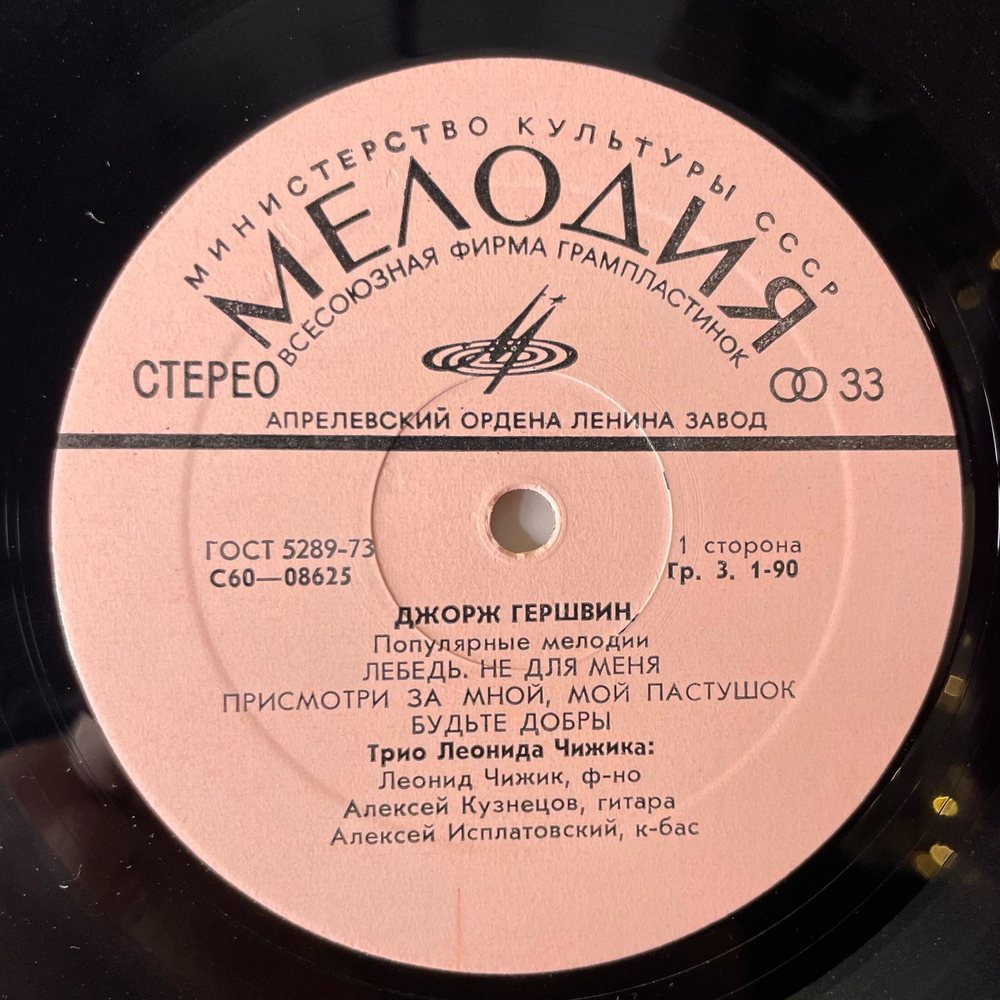 МИНИСТЕРСТВО КУЛЬТУРЫ СССР
МЕЛОДИЯ
ВСЕСОЮЗНАЯ ФИРМА ГРАМПЛАСТИНОК
СТЕРЕО
33
АПРЕЛЕВСКИЙ ОРДЕНА ЛЕНИНА ЗАВОД
ГОСТ 5289-73
С60—08625
1 сторона
Гр. 3. 1-90
ДЖОРЖ ГЕРШВИН
Популярные мелодии
ЛЕБЕДЬ. НЕ ДЛЯ МЕНЯ
ПРИСМОТРИ ЗА МНОЙ, МОЙ ПАСТУШОК
БУДЬТЕ ДОБРЫ
Трио Леонида Чижика:
Леонид Чижик, ф-но
Алексей Кузнецов, гитара
Алексей Исплатовский, к-бас